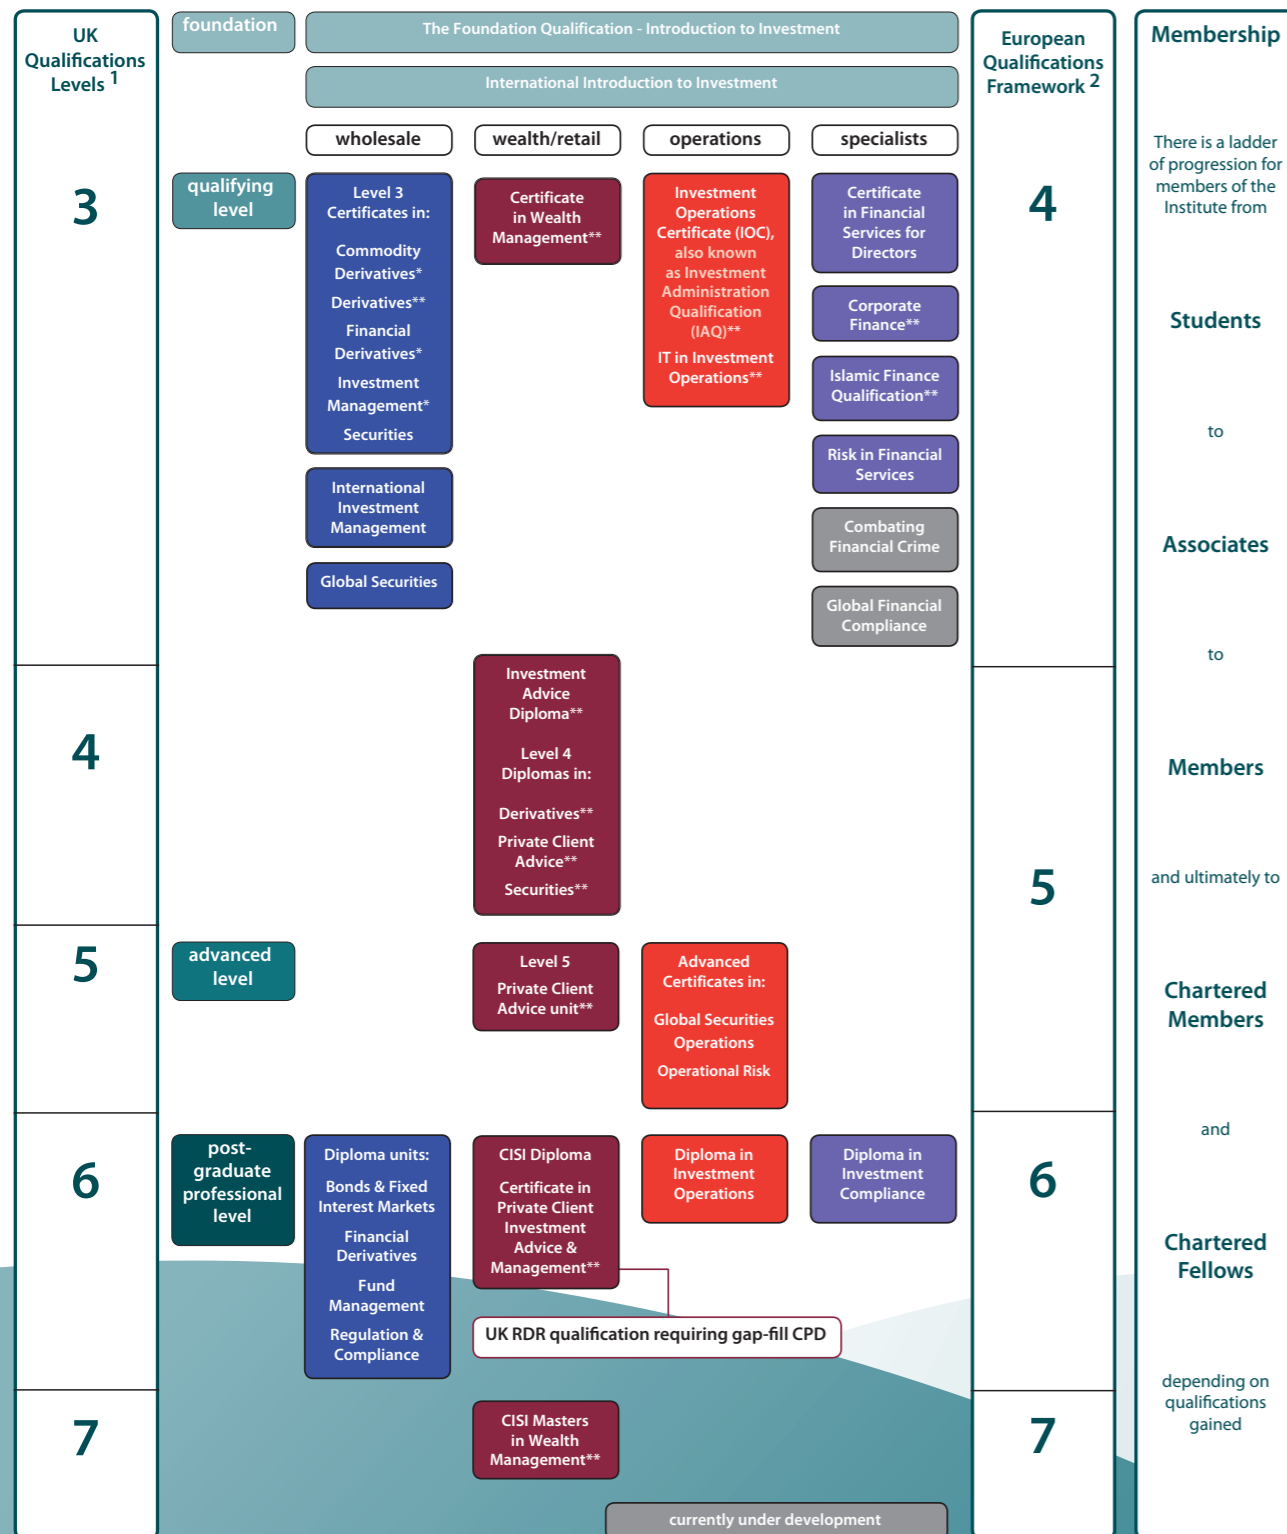 UK
Qualifications
Levels 1
3
4
5
6
7
foundation
The Foundation Qualification - Introduction to Investment
International Introduction to Investment
wholesale
wealth/retail
operations
specialists
qualifying
level
Level 3
Certificates in:
Commodity
Derivatives*
Derivatives**
Financial
Derivatives*
Investment
Management*
Securities
International
Investment
Management
Global Securities
Certificate
in Wealth
Management**
Investment
Operations
Certificate (IOC),
also known
as Investment
Administration
Qualification
(IAQ)**
IT in Investment
Operations**
Certificate
in Financial
Services for
Directors
Corporate
Finance**
Islamic Finance
Qualification**
Risk in Financial
Services
Combating
Financial Crime
Global Financial
Compliance
Investment
Advice
Diploma**
Level 4
Diplomas in:
Derivatives**
Private Client
Advice**
Securities**
advanced
level
Level 5
Private Client
Advice unit**
Advanced
Certificates in:
Global Securities
Operations
Operational Risk
post-
graduate
professional
level
Diploma units:
Bonds & Fixed
Interest Markets
Financial
Derivatives
Fund
Management
Regulation &
Compliance
CISI Diploma
Certificate in
Private Client
Investment
Advice &
Management**
Diploma in
Investment
Operations
Diploma in
Investment
Compliance
UK RDR qualification requiring gap-fill CPD
CISI Masters
in Wealth
Management**
currently under development
European
Qualifications
Framework 2
4
5
6
7
Membership
There is a ladder
of progression for
members of the
Institute from
Students
to
Associates
to
Members
and ultimately to
Chartered
Members
and
Chartered
Fellows
depending on
qualifications
gained